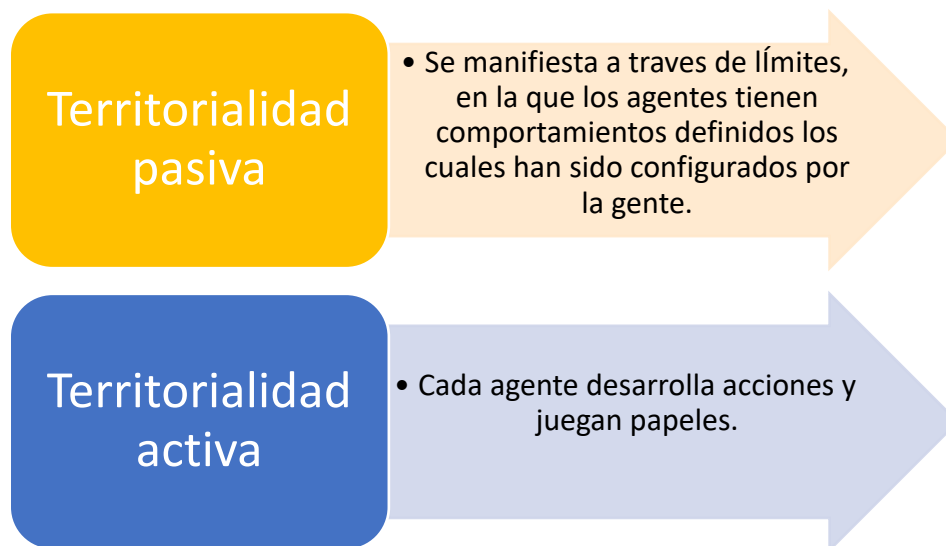 Territorialidad
pasiva
• Se manifiesta a traves de lÍmites,
en la que los agentes tienen
comportamientos definidos los
cuales han sido configurados por
la gente.
Territorialidad
activa
• Cada agente desarrolla acciones y
juegan papeles.